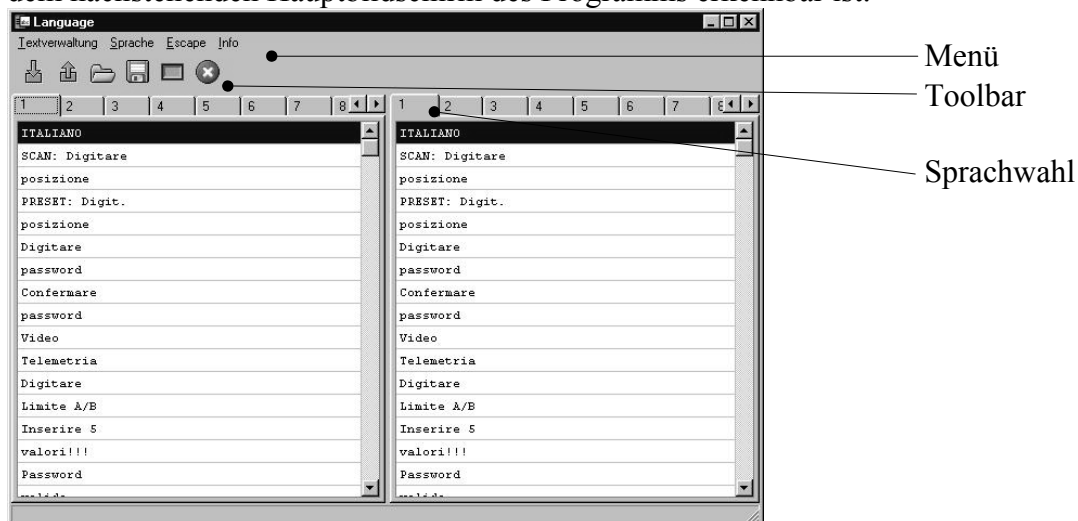 dem nachstehenden Hauptbildschirm des Programms erkennbar ist.
Language
Textverwaltung Sprache Escape Info
1 2 3 4 5 6 7 8
1 2 3 4 5 6 7
ITALIANO
SCAN: Digitare
posizione
PRESET: Digit.
posizione
Digitare
password
Confermare
password
Video
Telemetria
Digitare
Limite A/B
Inserire 5
valori!!!
Password
ITALIANO
SCAN: Digitare
posizione
PRESET: Digit.
posizione
Digitare
password
Confermare
password
Video
Telemetria
Digitare
Limite A/B
Inserire 5
valori!!!
Password
Menü
Toolbar
Sprachwahl